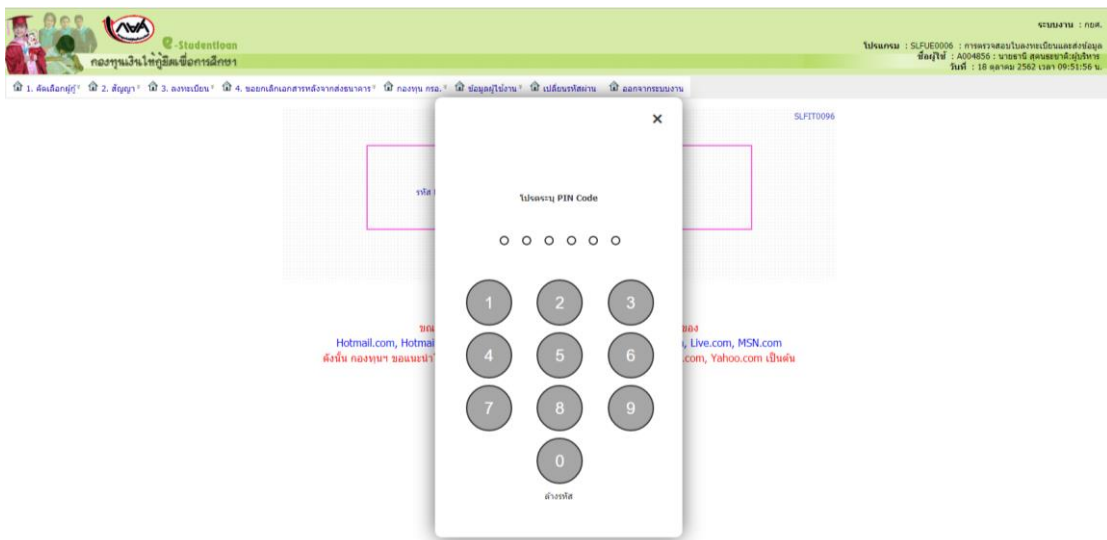 กยศ
e-Studentloan
กองทุนเงินให้กู้ยืมเพื่อการศึกษา
ระบบงาน : กยศ.
โปรแกรม : SLFUE0006 : การตรวจสอบใบลงทะเบียนและส่งข้อมูล
ชื่อผู้ใช้ : A004856 : นายธานี สุคนธะชาติ:ผู้บริหาร
วันที่ : 18 ตุลาคม 2562 เวลา 09:51:56 น.
1. คัดเลือกผู้กู้ 2. สัญญา 3. ลงทะเบียน 4. ขอยกเลิกเอกสารหลังจากส่งธนาคาร กองทุน กรอ. ข้อมูลผู้ใช้งาน เปลี่ยนรหัสผ่าน ออกจากระบบงาน
SLFIT0096
×
รหัส
โปรดระบุ PIN Code
1 2 3
4 5 6
7 8 9
0
ล้างรหัส
ขณ ของ
Hotmail.com, Hotmai , Live.com, MSN.com
ดังนั้น กองทุนฯ ขอแนะนำ .com, Yahoo.com เป็นต้น